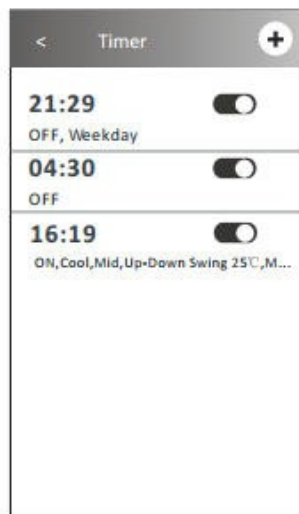 < Timer +
21:29
OFF, Weekday
04:30
OFF
16:19
ON,Cool,Mid,Up-Down Swing 25℃,M...